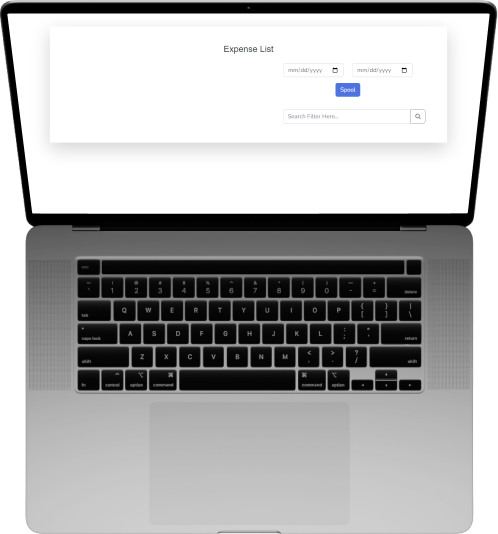 Expense List
mm/dd/yyyy mm/dd/yyyy
Spool
Search Filter Here...
esc
~ ! @ # $ % ^ & * ( ) _ +
` 1 2 3 4 5 6 7 8 9 0 - = delete
tab Q W E R T Y U I O P { [ } ] | \
caps lock A S D F G H J K L : ; " ' return
shift Z X C V B N M < , > . ? / shift
fn control option command command option